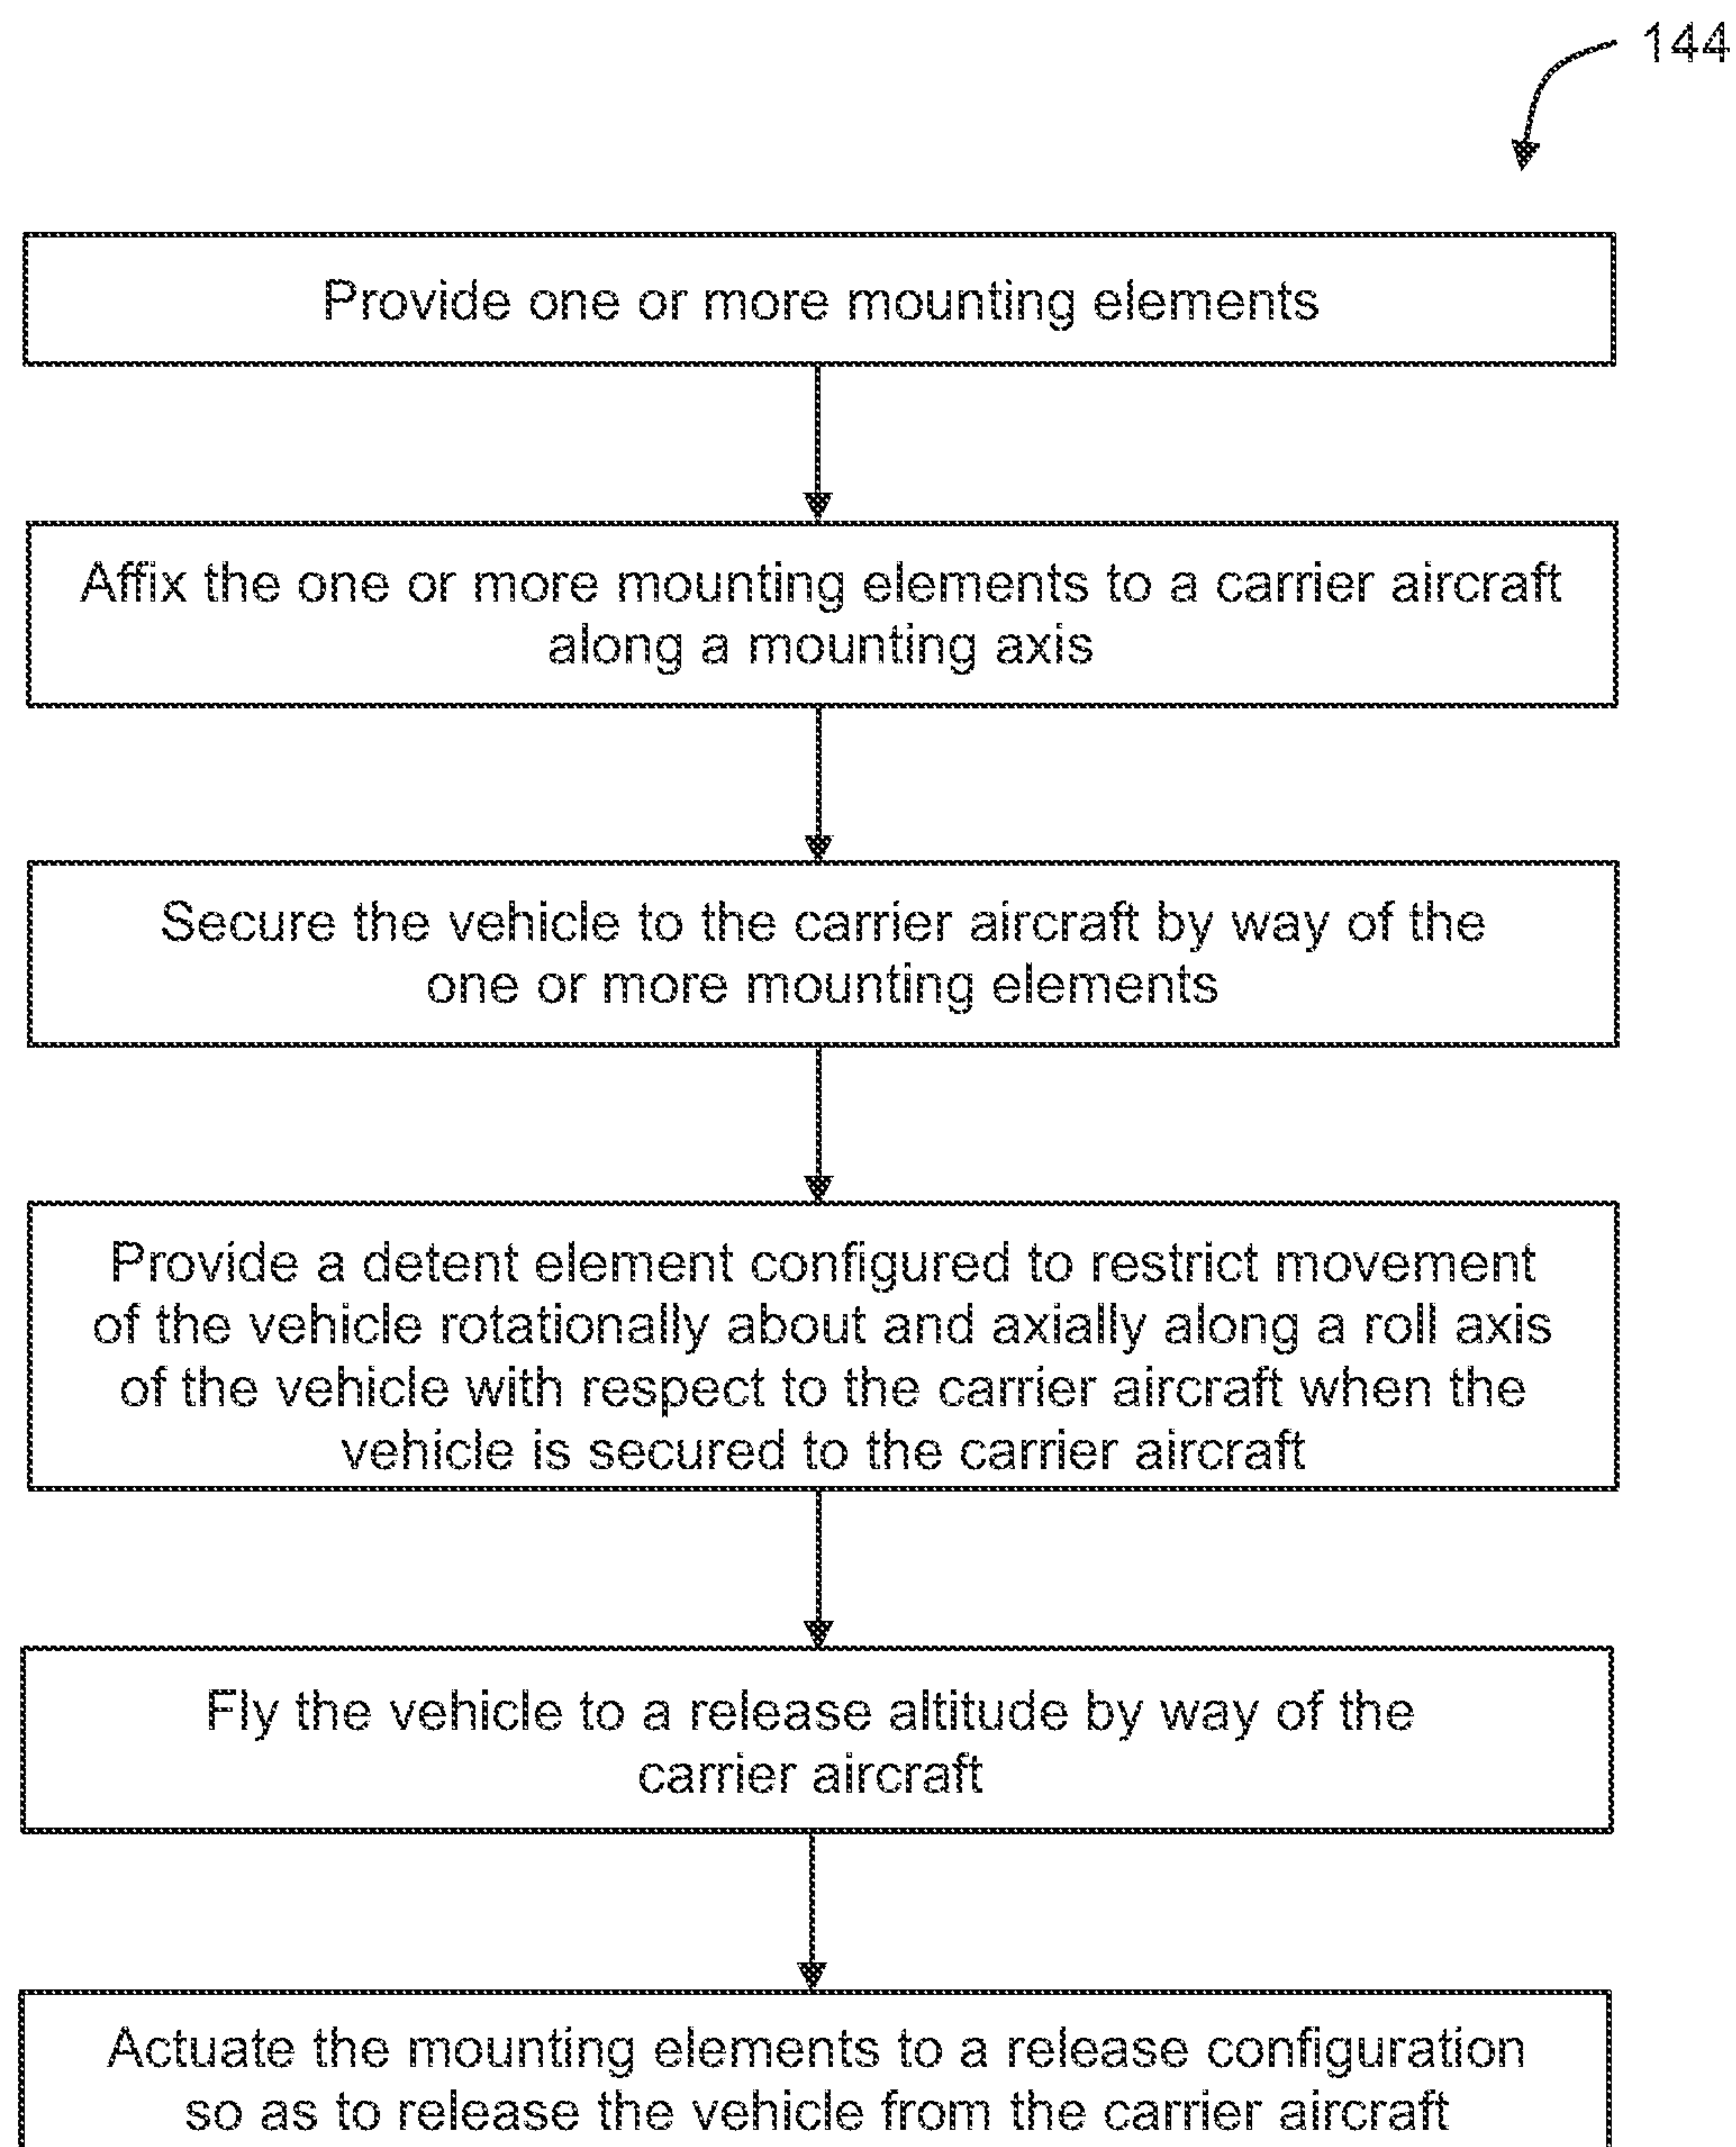 144
Provide one or more mounting elements
Affix the one or more mounting elements to a carrier aircraft
along a mounting axis
Secure the vehicle to the carrier aircraft by way of the
one or more mounting elements
Provide a detent element configured to restrict movement
of the vehicle rotationally about and axially along a roll axis
of the vehicle with respect to the carrier aircraft when the
vehicle is secured to the carrier aircraft
Fly the vehicle to a release altitude by way of the
carrier aircraft
Actuate the mounting elements to a release configuration
so as to release the vehicle from the carrier aircraft